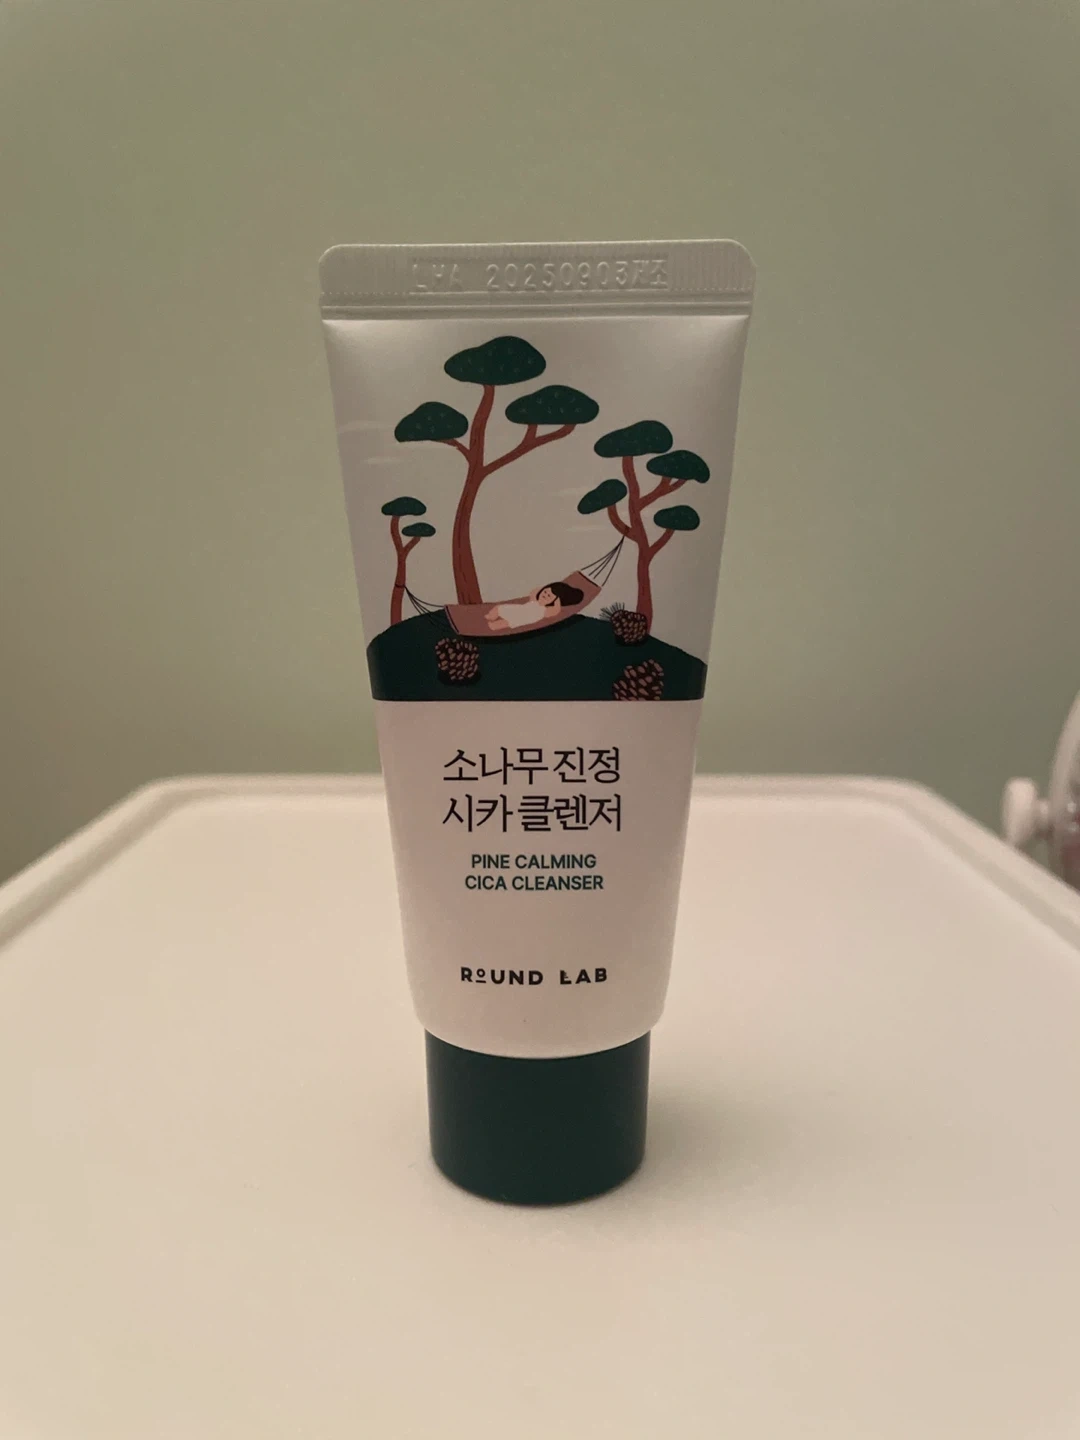 LHA 20250903제조
소나무 진정
시카 클렌저
PINE CALMING
CICA CLEANSER
ROUND LAB